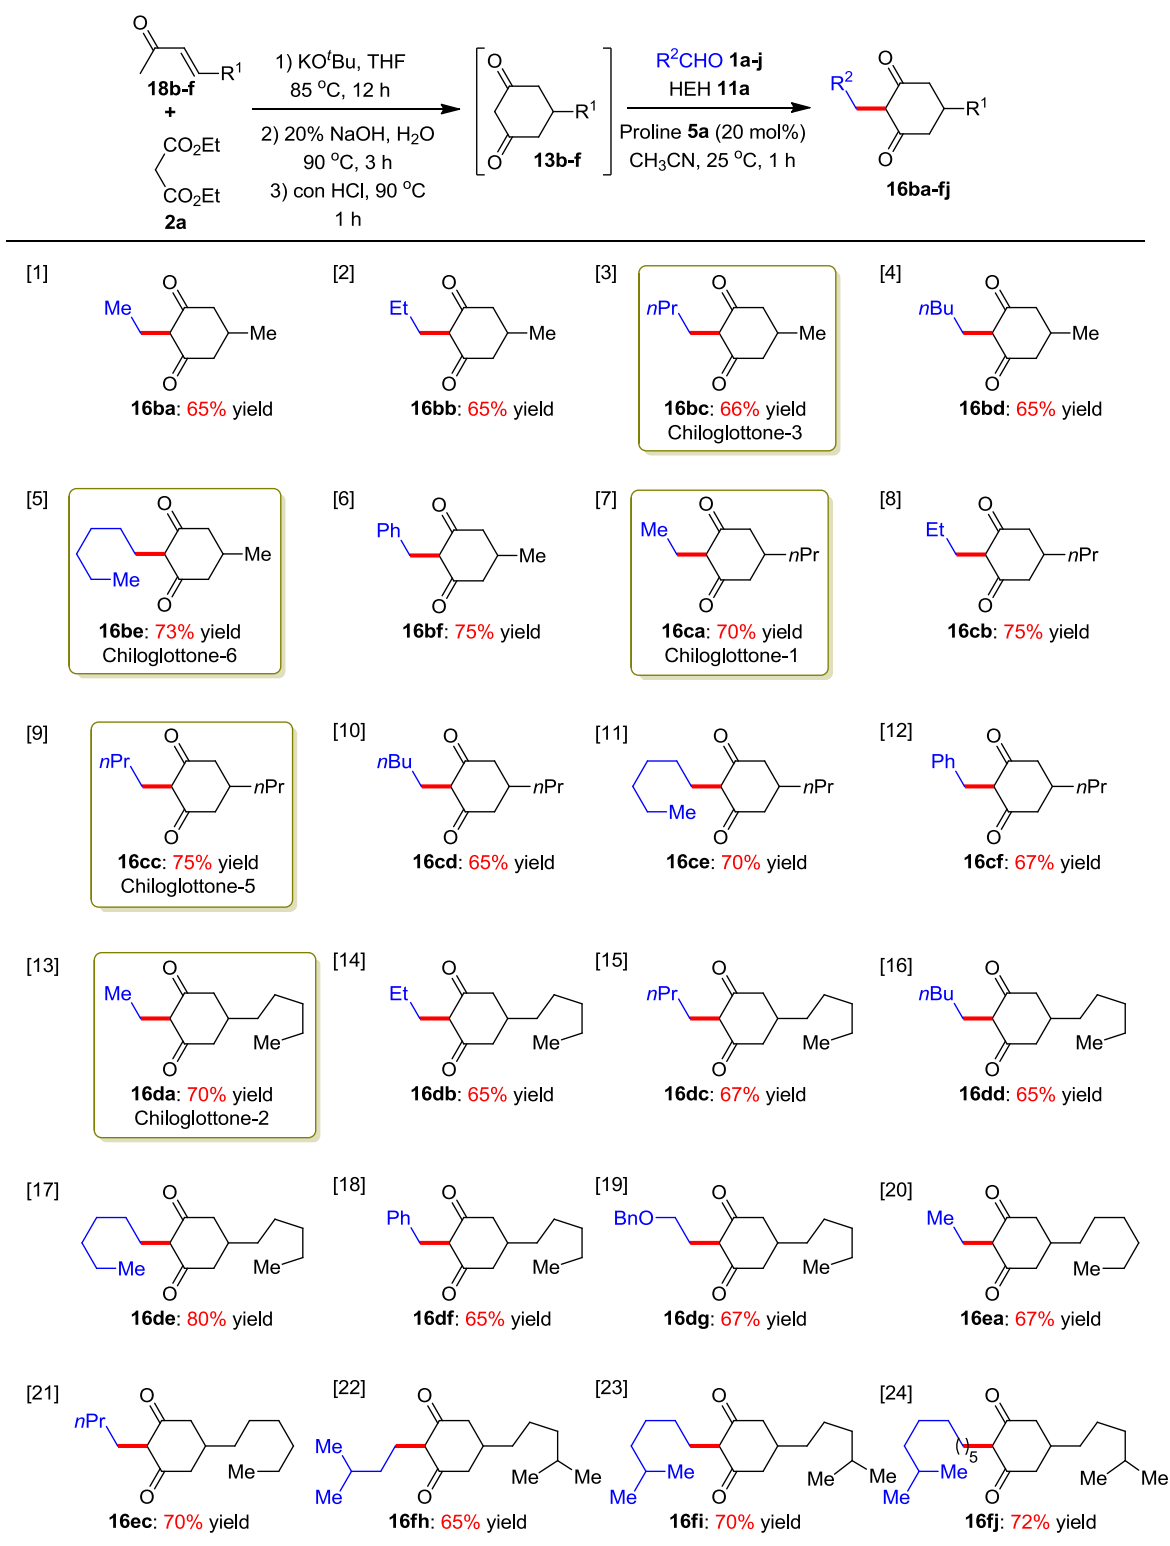 O
R¹
18b-f
+
CO₂Et
CO₂Et
2a
1) KOᵗBu, THF
85 °C, 12 h
2) 20% NaOH, H₂O
90 °C, 3 h
3) con HCl, 90 °C
1 h
O
R¹
O
13b-f
R²CHO 1a-j
HEH 11a
Proline 5a (20 mol%)
CH₃CN, 25 °C, 1 h
O
R²
R¹
O
16ba-fj
[1]
O
Me
Me
O
16ba: 65% yield
[2]
O
Et
Me
O
16bb: 65% yield
[3]
O
nPr
Me
O
16bc: 66% yield
Chiloglottone-3
[4]
O
nBu
Me
O
16bd: 65% yield
[5]
O
Me
Me
O
16be: 73% yield
Chiloglottone-6
[6]
O
Ph
Me
O
16bf: 75% yield
[7]
O
Me
nPr
O
16ca: 70% yield
Chiloglottone-1
[8]
O
Et
nPr
O
16cb: 75% yield
[9]
O
nPr
nPr
O
16cc: 75% yield
Chiloglottone-5
[10]
O
nBu
nPr
O
16cd: 65% yield
[11]
O
nPr
Me
O
16ce: 70% yield
[12]
O
Ph
nPr
O
16cf: 67% yield
[13]
O
Me
Me
O
16da: 70% yield
Chiloglottone-2
[14]
O
Et
Me
O
16db: 65% yield
[15]
O
nPr
Me
O
16dc: 67% yield
[16]
O
nBu
Me
O
16dd: 65% yield
[17]
O
Me
Me
O
16de: 80% yield
[18]
O
Ph
Me
O
16df: 65% yield
[19]
O
BnO
Me
O
16dg: 67% yield
[20]
O
Me
Me
O
16ea: 67% yield
[21]
O
nPr
Me
O
16ec: 70% yield
[22]
O
Me
Me
Me
Me
O
16fh: 65% yield
[23]
O
Me
Me
Me
Me
O
16fi: 70% yield
[24]
O
( )5
Me
Me
Me
Me
O
16fj: 72% yield